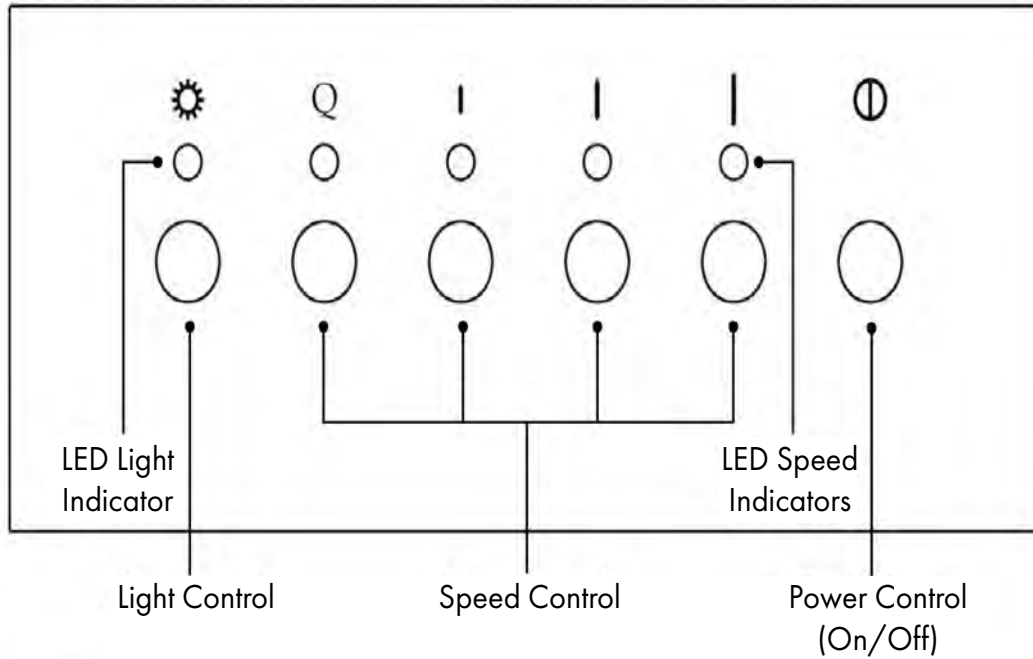 Q
LED Light
Indicator
LED Speed
Indicators
Light Control
Speed Control
Power Control
(On/Off)